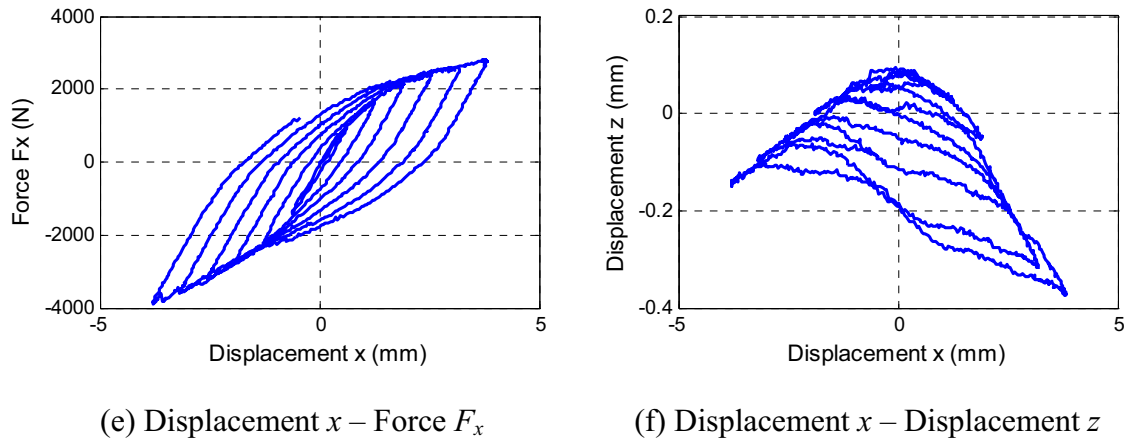 4000
2000
0
-2000
-4000
-5
0
5
Force Fx (N)
Displacement x (mm)
0.2
0
-0.2
-0.4
-5
0
5
Displacement z (mm)
Displacement x (mm)
(e) Displacement x – Force Fx
(f) Displacement x – Displacement z